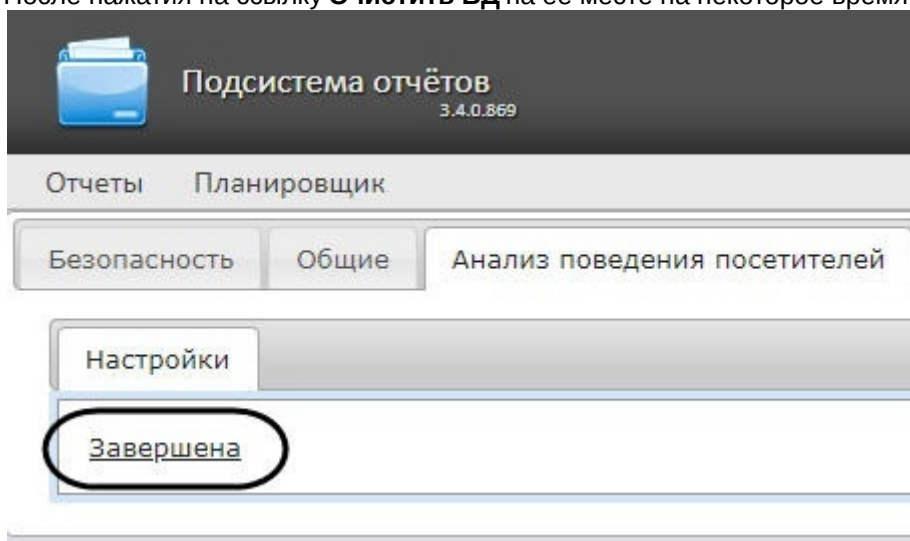 После нажатия на ссылку Очистить БД на ее месте на некоторое время
Подсистема отчётов
3.4.0.869
Отчеты Планировщик
Безопасность Общие Анализ поведения посетителей
Настройки
Завершена